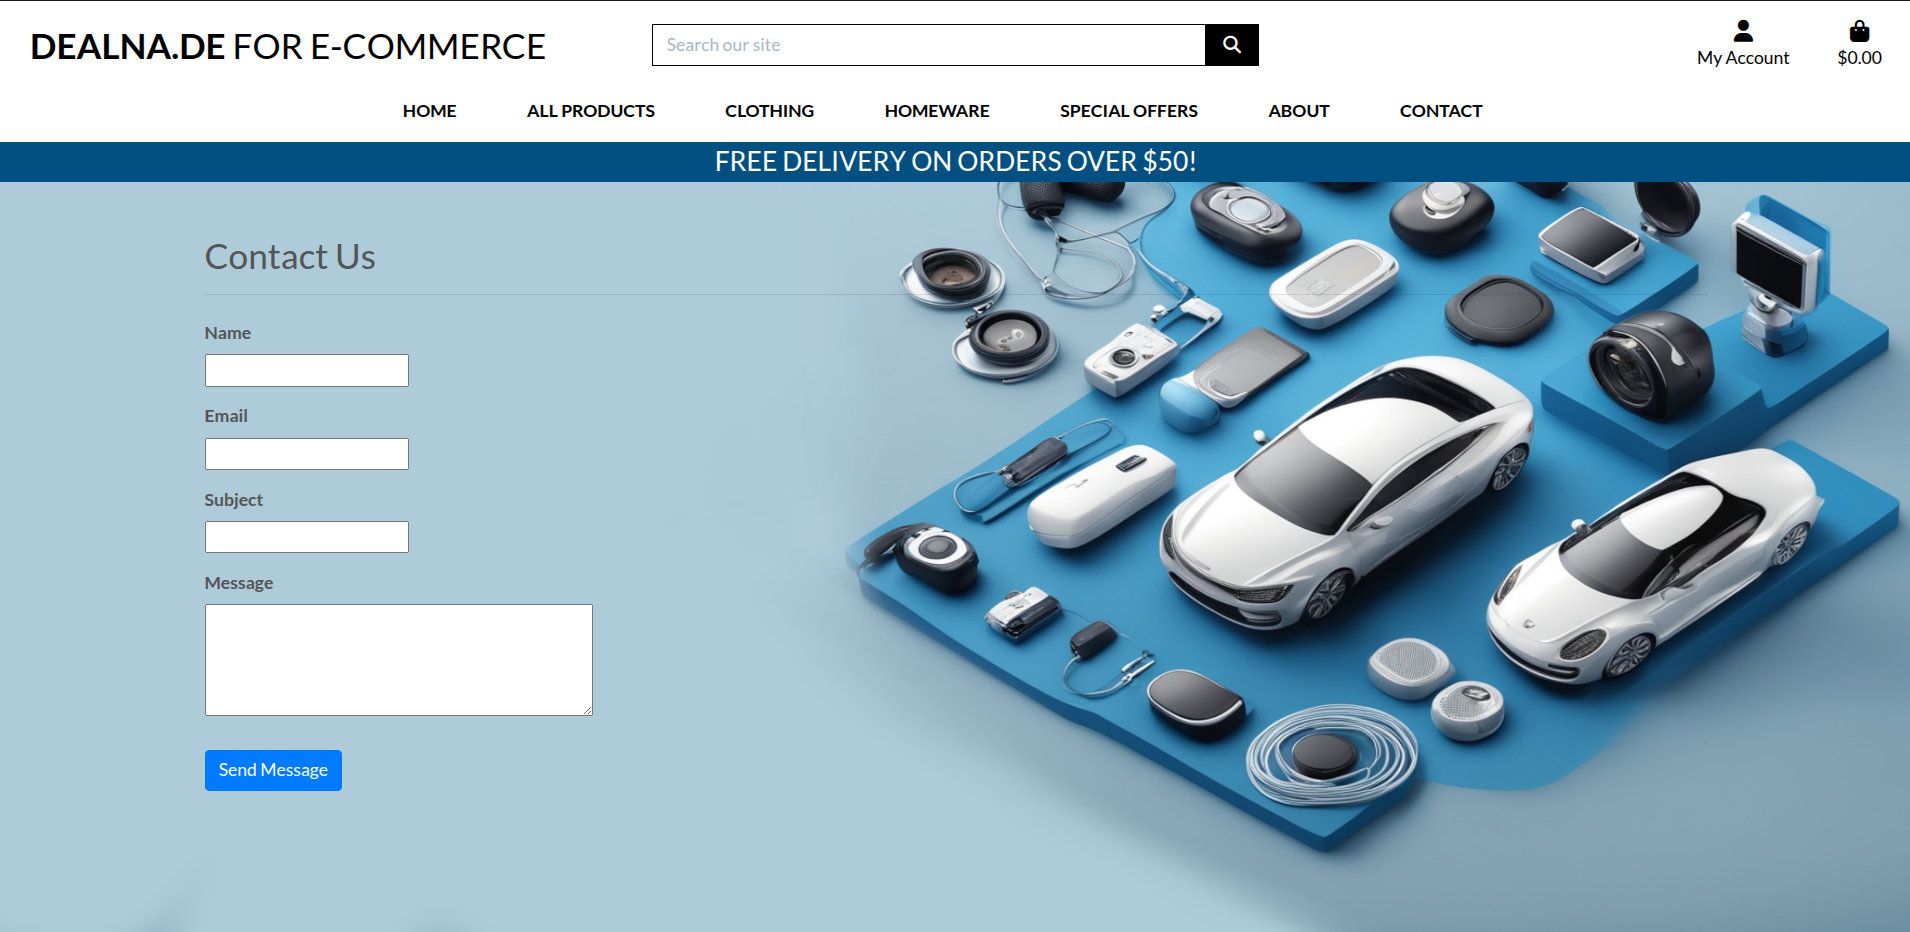 DEALNA.DE FOR E-COMMERCE
Search our site
My Account
$0.00
HOME
ALL PRODUCTS
CLOTHING
HOMEWARE
SPECIAL OFFERS
ABOUT
CONTACT
FREE DELIVERY ON ORDERS OVER $50!
Contact Us
Name
Email
Subject
Message
Send Message